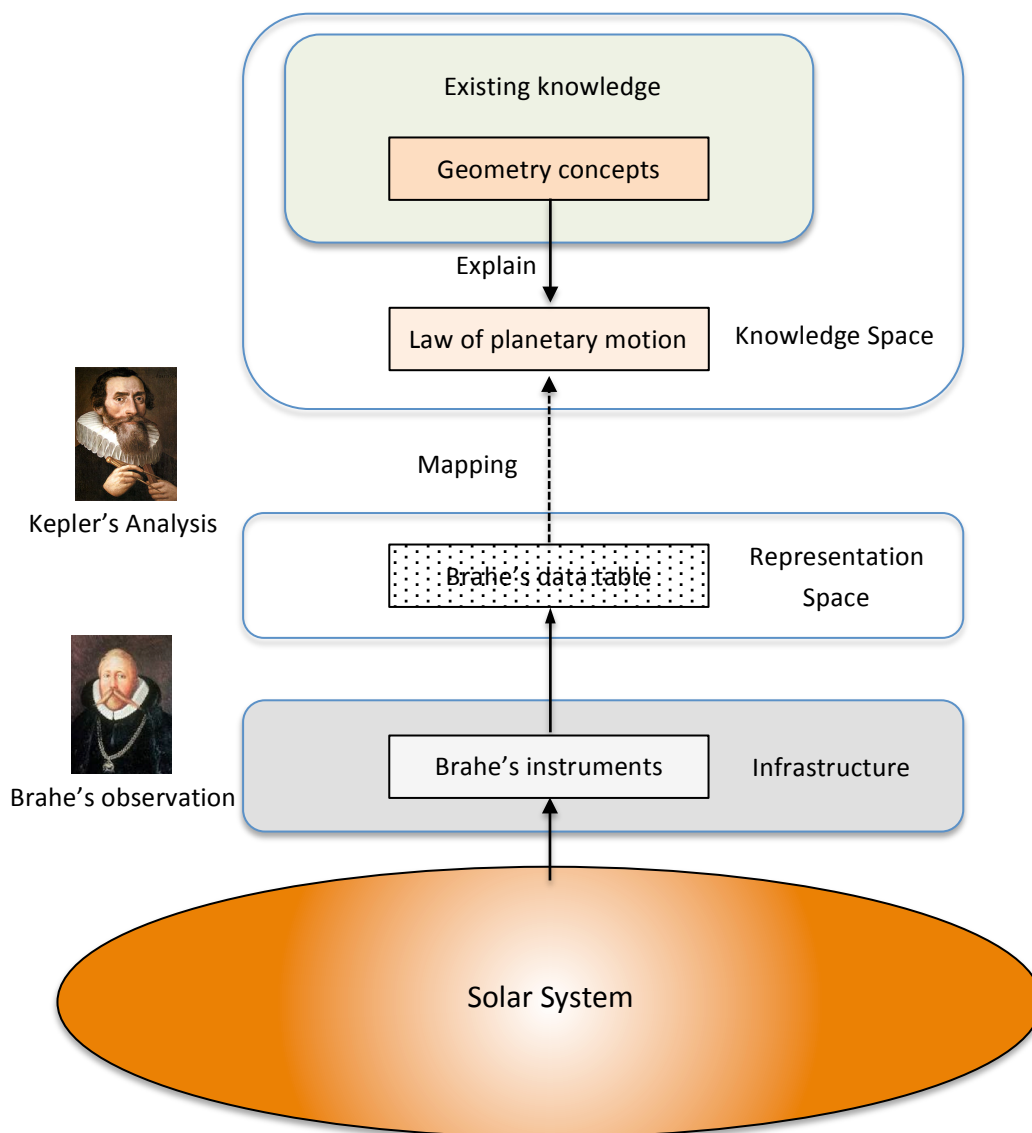 Existing knowledge
Geometry concepts
Explain
Law of planetary motion
Knowledge Space
Mapping
Kepler’s Analysis
Brahe’s data table
Representation
Space
Brahe’s instruments
Infrastructure
Brahe’s observation
Solar System